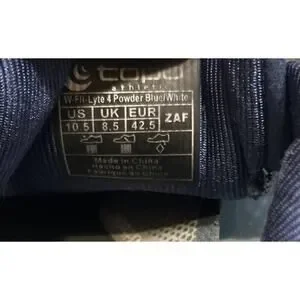 topo
athletic
W-Fli-Lyte 4 Powder Blue/White
US UK EUR ZAF
10.5 8.5 42.5
Made in China
Hecho en China
Fabriqué en Chine